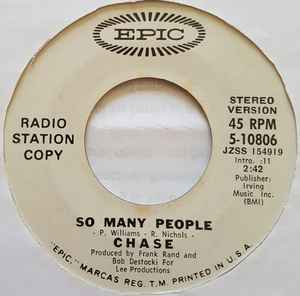 EPIC
RADIO
STATION
COPY
STEREO
VERSION
45 RPM
5-10806
JZSS 154919
Intro. :11
2:42
Publisher:
Irving
Music Inc.
(BMI)
SO MANY PEOPLE
- P. Williams - R. Nichols -
CHASE
Produced by Frank Rand and
Bob Destocki For
Lee Productions
"EPIC," MARCAS REG. T.M. PRINTED IN U.S.A.